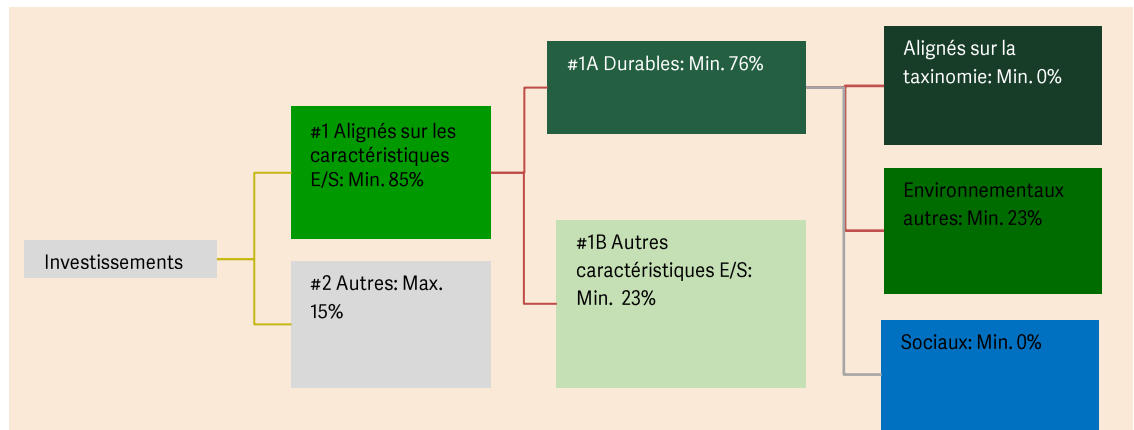 Investissements
#1 Alignés sur les
caractéristiques
E/S: Min. 85%
#2 Autres: Max.
15%
#1A Durables: Min. 76%
#1B Autres
caractéristiques E/S:
Min. 23%
Alignés sur la
taxinomie: Min. 0%
Environnementaux
autres: Min. 23%
Sociaux: Min. 0%